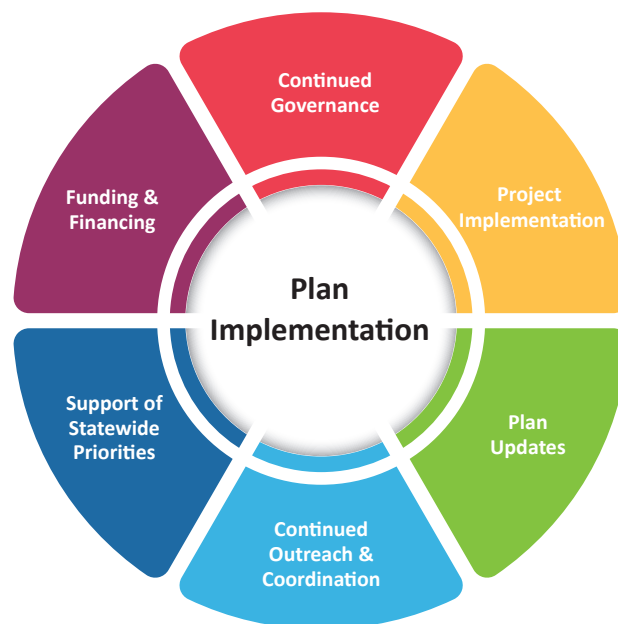 Continued
Governance
Project
Implementation
Plan
Updates
Continued
Outreach &
Coordination
Support of
Statewide
Priorities
Funding &
Financing
Plan
Implementation